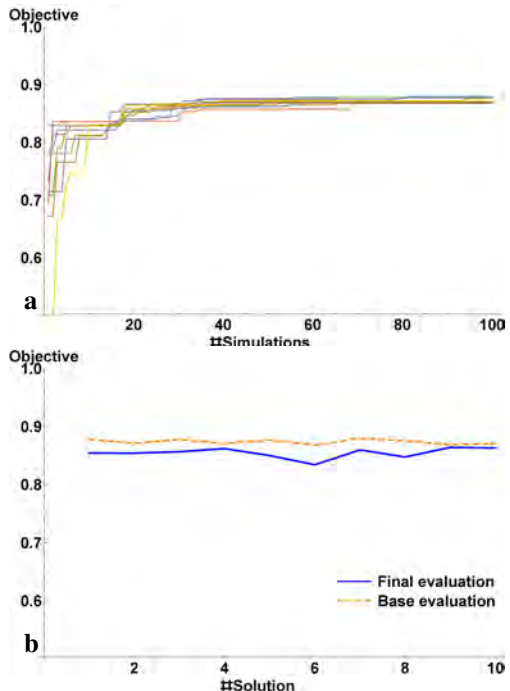 Objective
1.0
0.9
0.8
0.7
0.6
a
20 40 60 80 100
#Simulations
Objective
1.0
0.9
0.8
0.7
0.6
Final evaluation
Base evaluation
b
2 4 6 8 10
#Solution